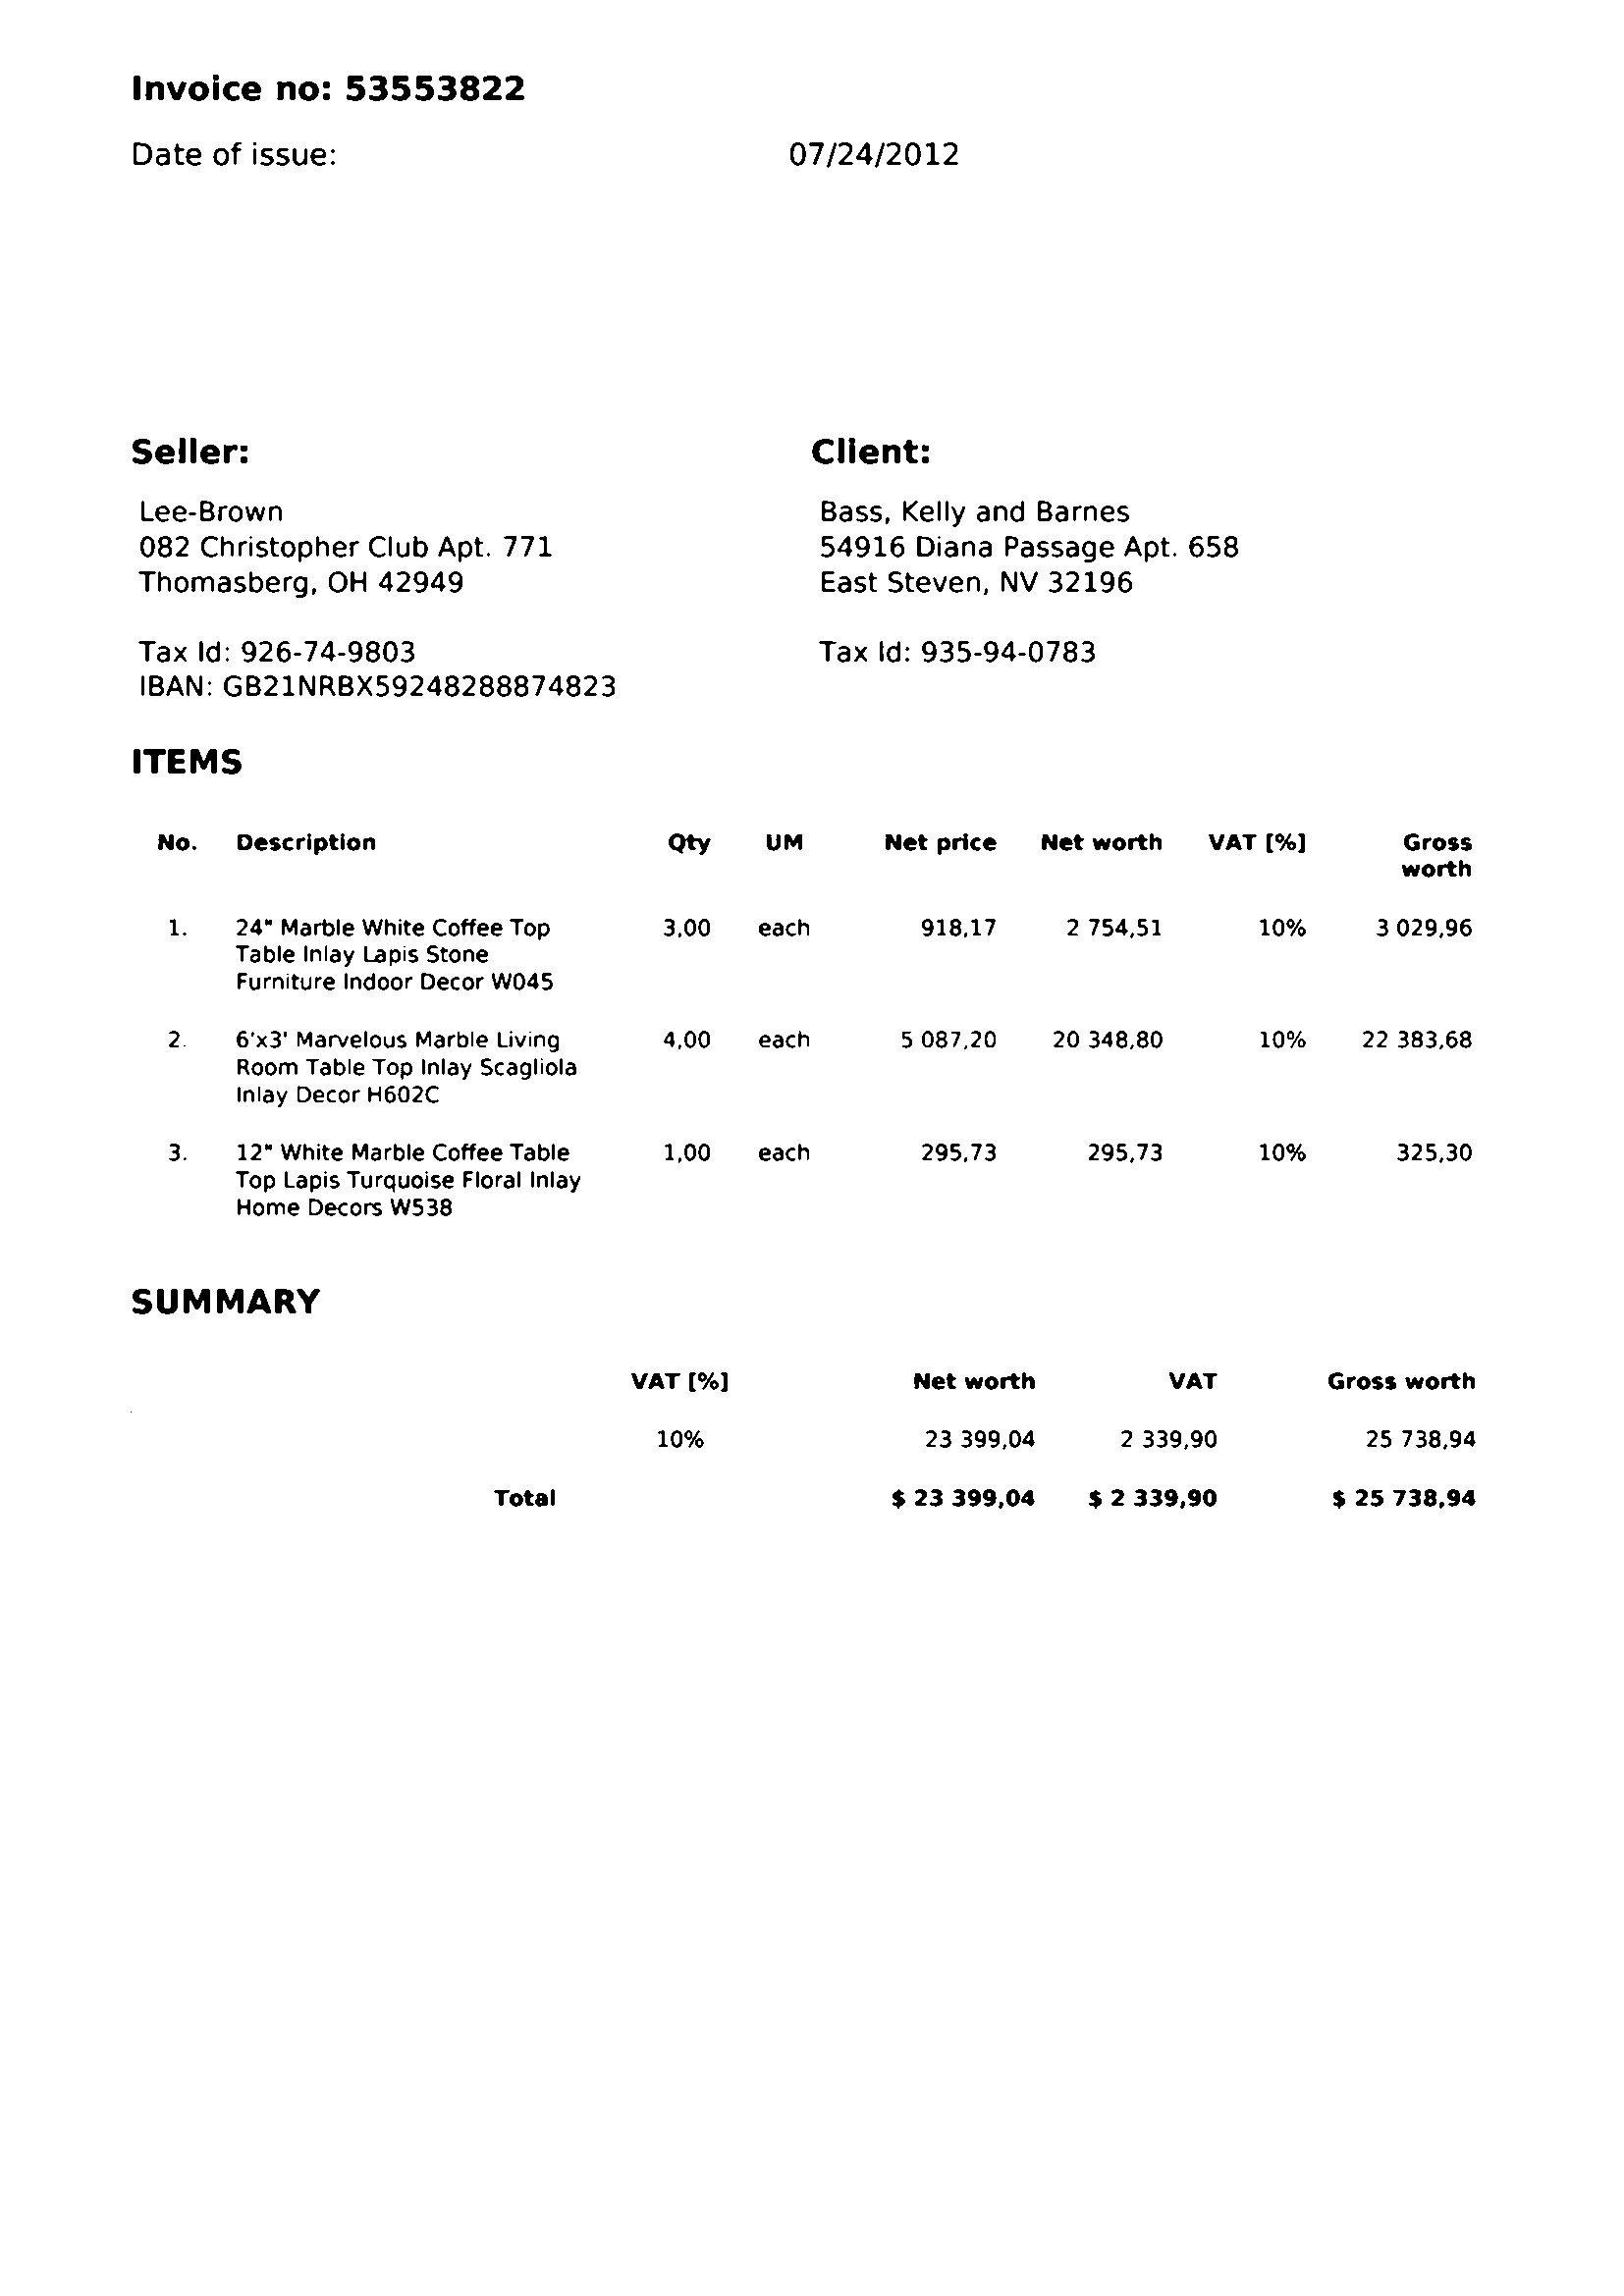 Invoice no: 53553822
Date of issue: 07/24/2012
Seller:
Lee-Brown
082 Christopher Club Apt. 771
Thomasberg, OH 42949
Tax Id: 926-74-9803
IBAN: GB21NRBX59248288874823
Client:
Bass, Kelly and Barnes
54916 Diana Passage Apt. 658
East Steven, NV 32196
Tax Id: 935-94-0783
ITEMS
No. Description Qty UM Net price Net worth VAT [%] Gross
worth
1. 24" Marble White Coffee Top 3,00 each 918,17 2 754,51 10% 3 029,96
Table Inlay Lapis Stone
Furniture Indoor Decor W045
2. 6'x3' Marvelous Marble Living 4,00 each 5 087,20 20 348,80 10% 22 383,68
Room Table Top Inlay Scagliola
Inlay Decor H602C
3. 12" White Marble Coffee Table 1,00 each 295,73 295,73 10% 325,30
Top Lapis Turquoise Floral Inlay
Home Decors W538
SUMMARY
VAT [%] Net worth VAT Gross worth
10% 23 399,04 2 339,90 25 738,94
Total $ 23 399,04 $ 2 339,90 $ 25 738,94